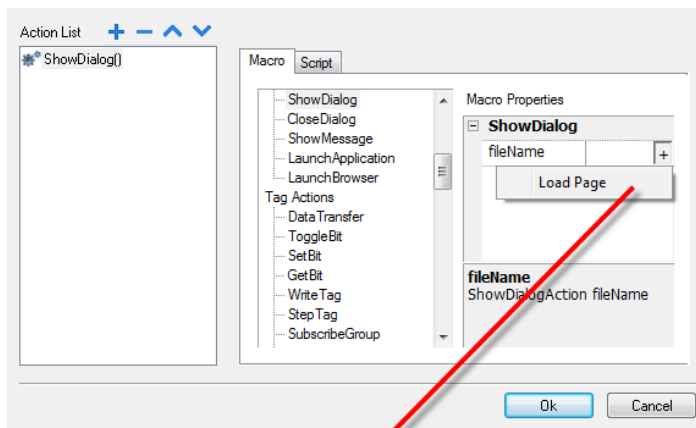 Action List
ShowDialog()
Macro
Script
ShowDialog
CloseDialog
ShowMessage
LaunchApplication
LaunchBrowser
Tag Actions
DataTransfer
ToggleBit
SetBit
GetBit
WriteTag
StepTag
SubscribeGroup
Macro Properties
ShowDialog
fileName
Load Page
fileName
ShowDialogAction fileName
Ok
Cancel